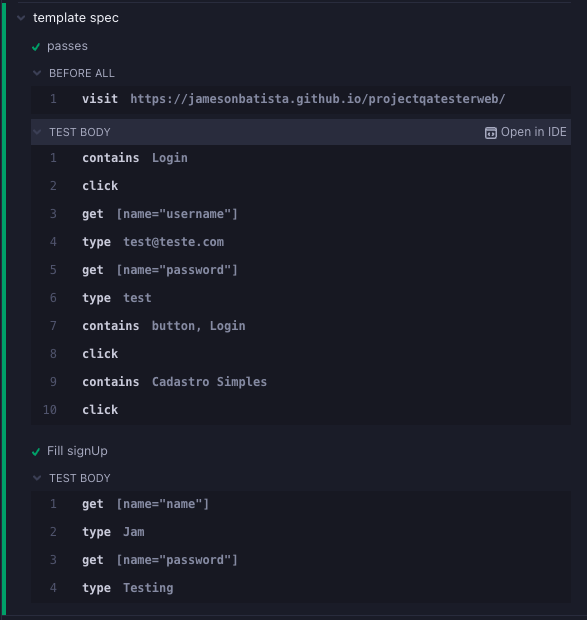 template spec
passes
BEFORE ALL
1 visit https://jamesonbatista.github.io/projectqatesterweb/
TEST BODY Open in IDE
1 contains Login
2 click
3 get [name="username"]
4 type test@teste.com
5 get [name="password"]
6 type test
7 contains button, Login
8 click
9 contains Cadastro Simples
10 click
Fill signUp
TEST BODY
1 get [name="name"]
2 type Jam
3 get [name="password"]
4 type Testing